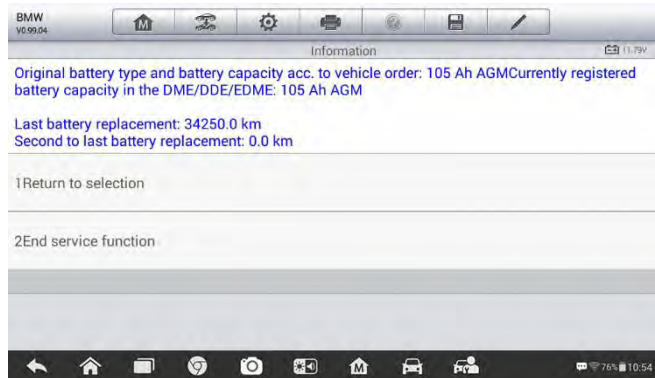 BMW
V0.99.04
M
Information
11.79V
Original battery type and battery capacity acc. to vehicle order: 105 Ah AGMCurrently registered
battery capacity in the DME/DDE/EDME: 105 Ah AGM
Last battery replacement: 34250.0 km
Second to last battery replacement: 0.0 km
1Return to selection
2End service function
M
76% 10:54